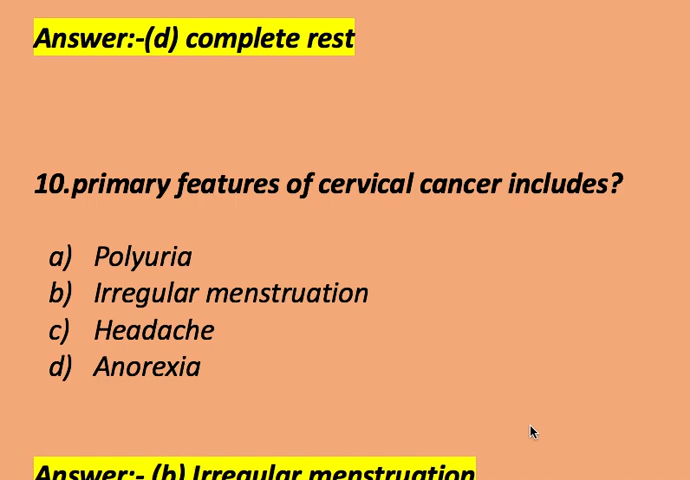 Answer:-(d) complete rest
10.primary features of cervical cancer includes?
a) Polyuria
b) Irregular menstruation
c) Headache
d) Anorexia
Answer:- (b) Irregular menstruation